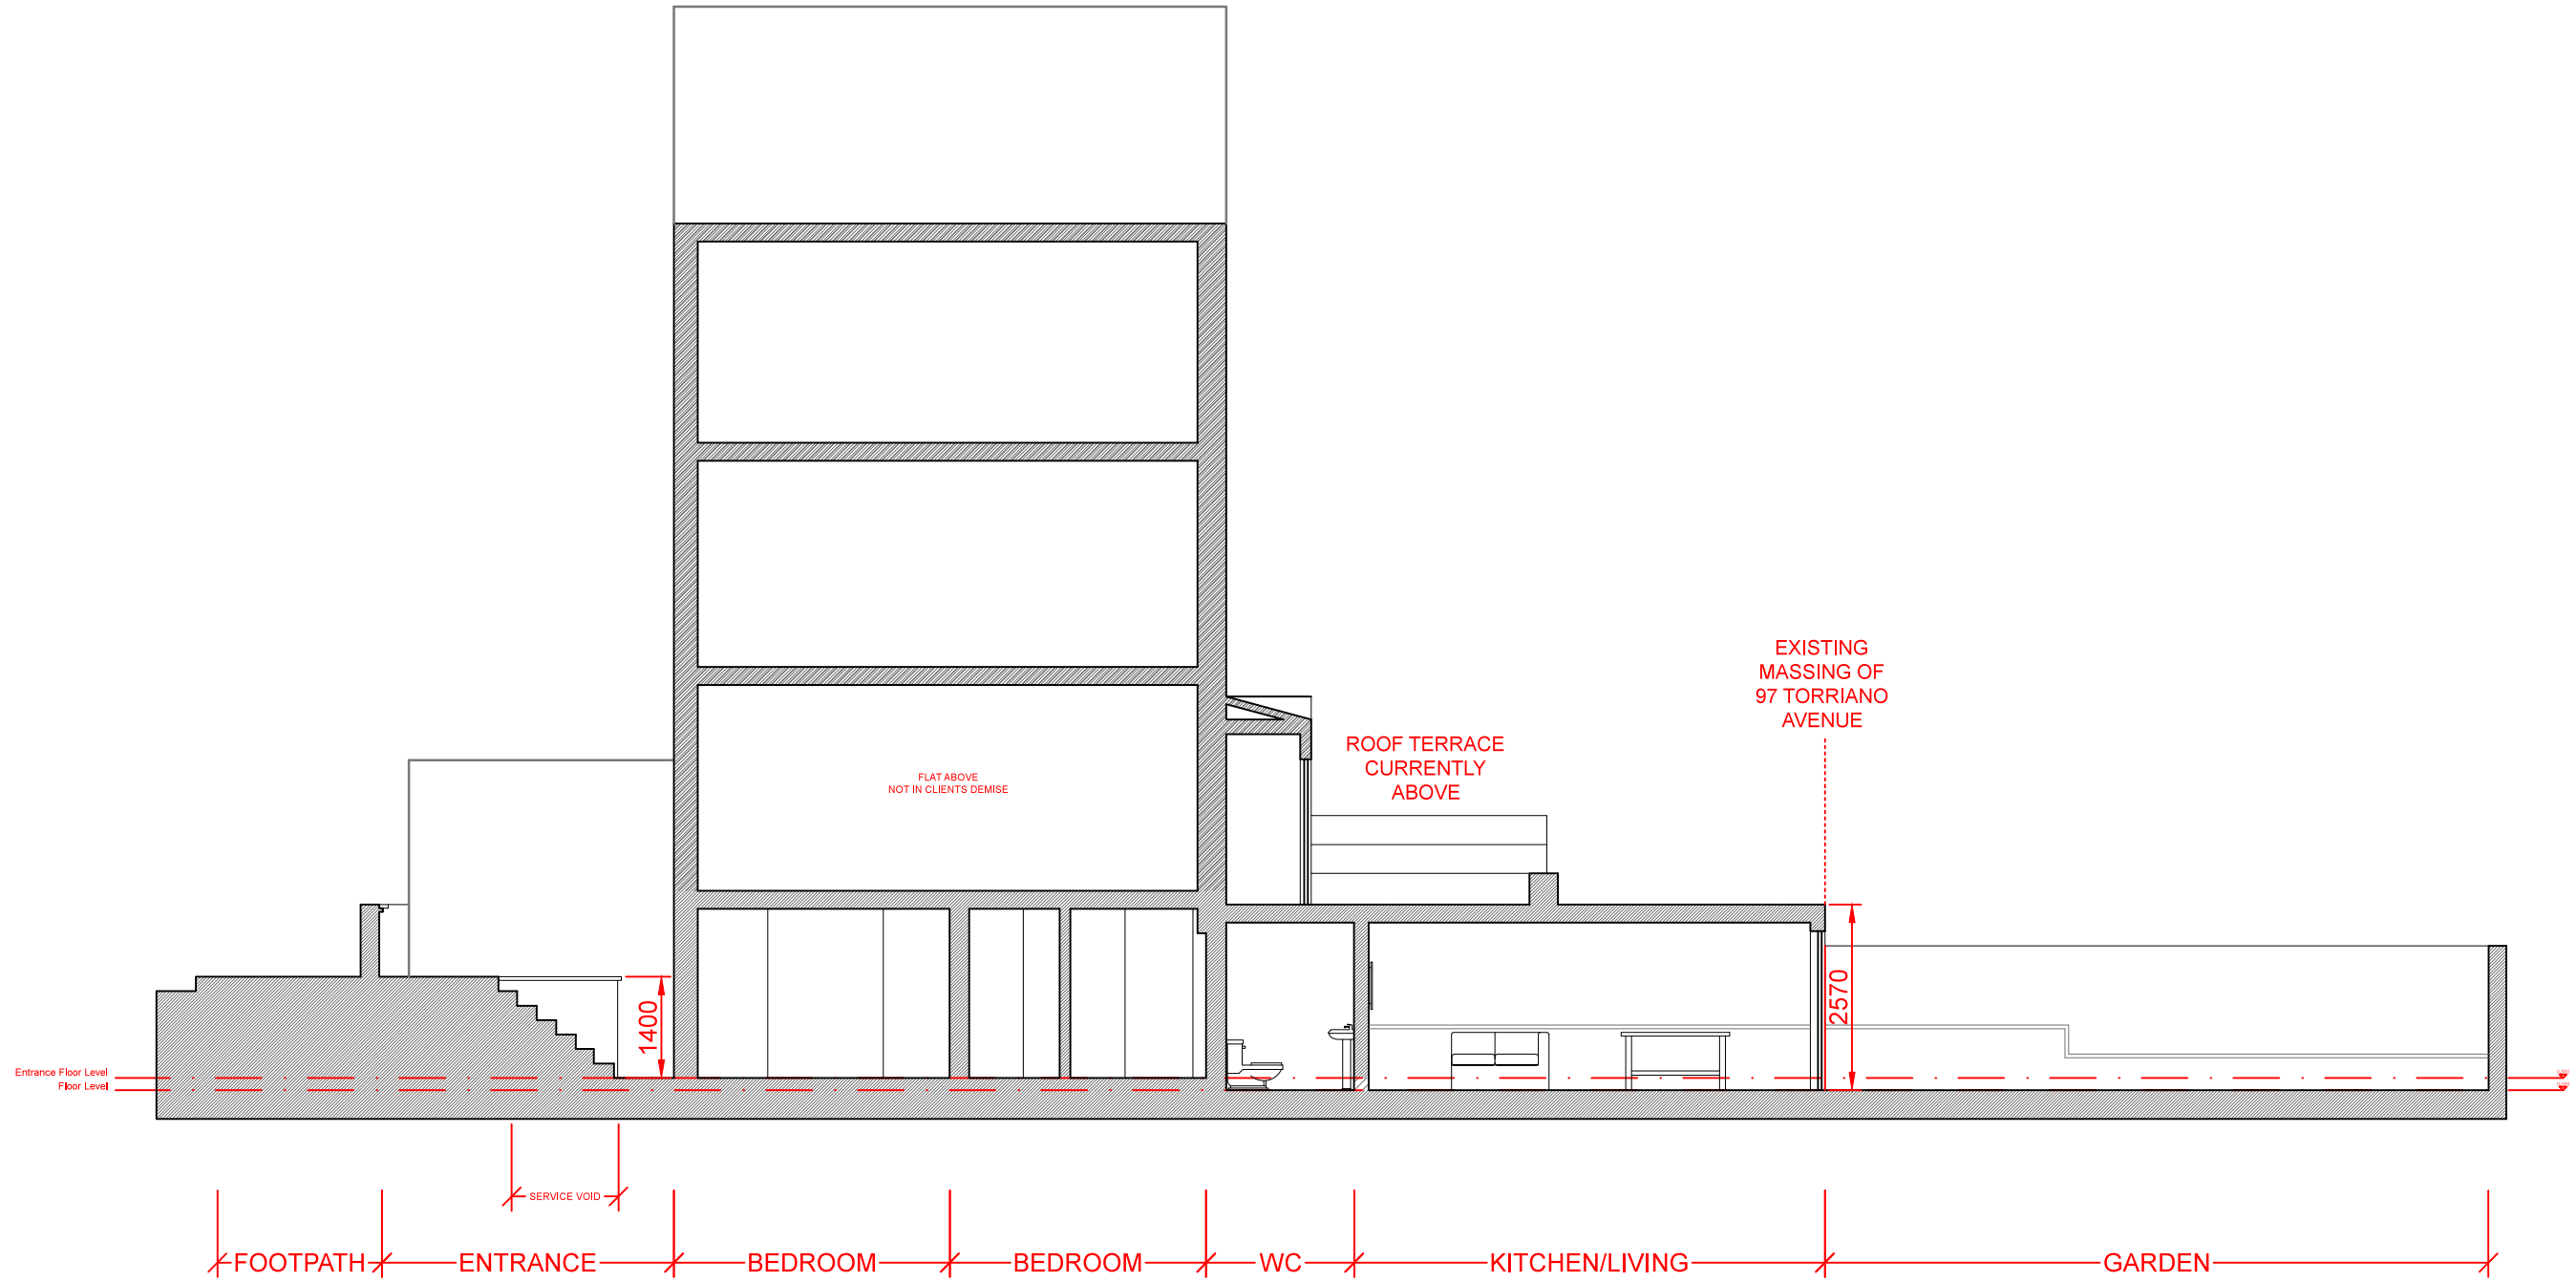 EXISTING
MASSING OF
97 TORRIANO
AVENUE
ROOF TERRACE
CURRENTLY
ABOVE
FLAT ABOVE
NOT IN CLIENTS DEMISE
1400
2570
Entrance Floor Level
Floor Level
SERVICE VOID
FOOTPATH
ENTRANCE
BEDROOM
BEDROOM
WC
KITCHEN/LIVING
GARDEN